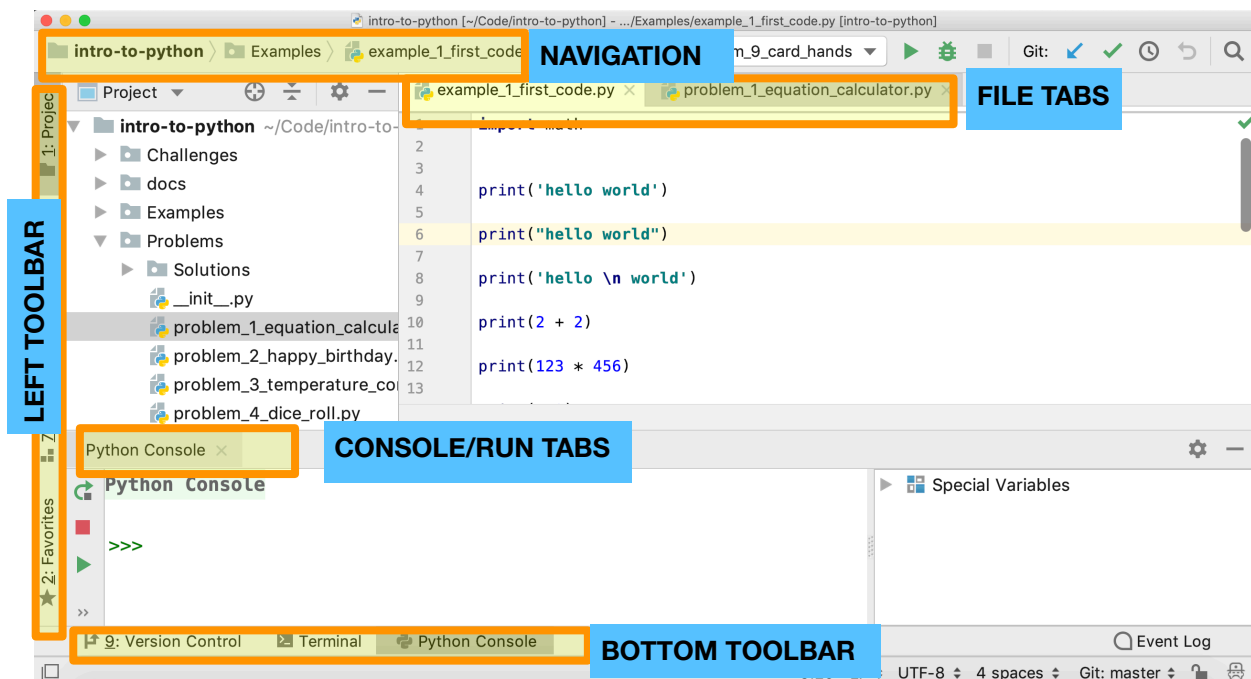 intro-to-python [~/Code/intro-to-python] - .../Examples/example_1_first_code.py [intro-to-python]
intro-to-python Examples example_1_first_code
NAVIGATION
m_9_card_hands Git:
1: Projec
Project
example_1_first_code.py problem_1_equation_calculator.py
FILE TABS
intro-to-python ~/Code/intro-to-
Challenges
docs
Examples
Problems
Solutions
__init__.py
problem_1_equation_calcula
problem_2_happy_birthday.
problem_3_temperature_co
problem_4_dice_roll.py
import math
2
3
4 print('hello world')
5
6 print("hello world")
7
8 print('hello \n world')
9
10 print(2 + 2)
11
12 print(123 * 456)
13
LEFT TOOLBAR
Python Console
CONSOLE/RUN TABS
Python Console
>>>
Special Variables
2: Favorites
9: Version Control Terminal Python Console
BOTTOM TOOLBAR
Event Log
UTF-8 4 spaces Git: master